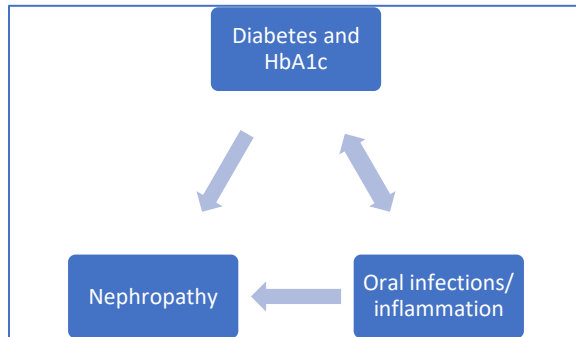 Diabetes and
HbA1c
Nephropathy
Oral infections/
inflammation